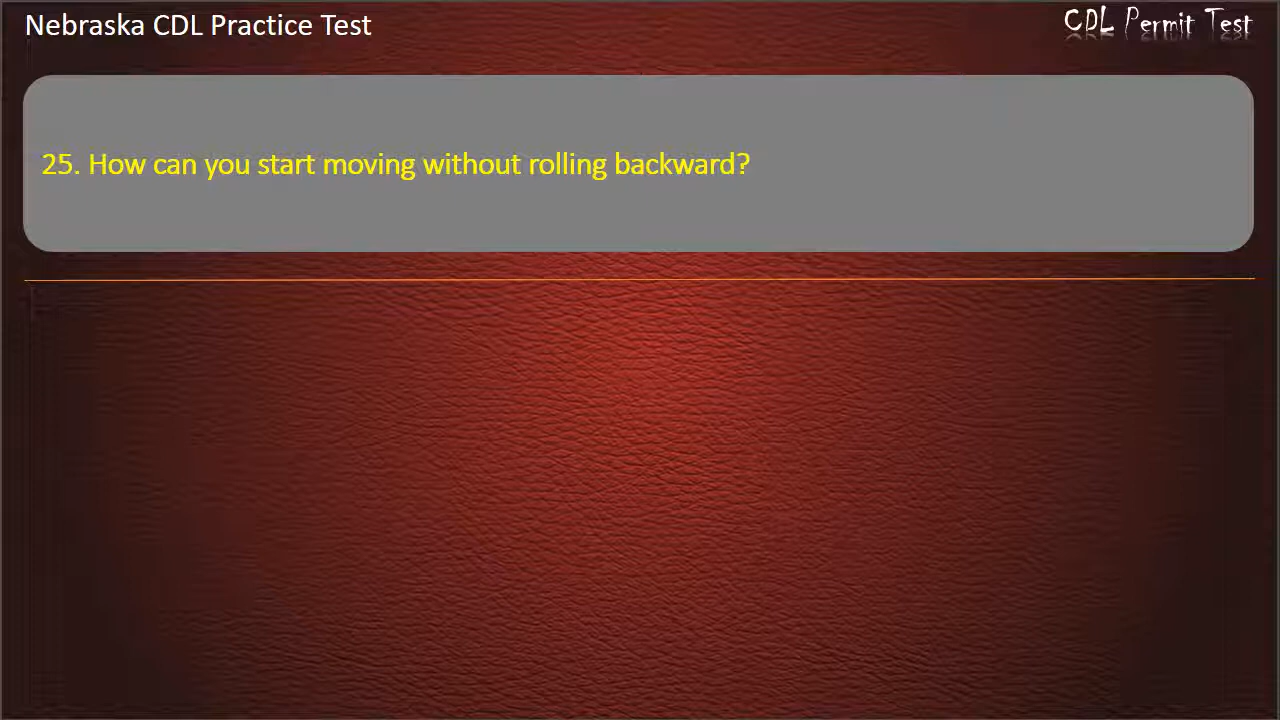 Nebraska CDL Practice Test
CDL Permit Test
25. How can you start moving without rolling backward?